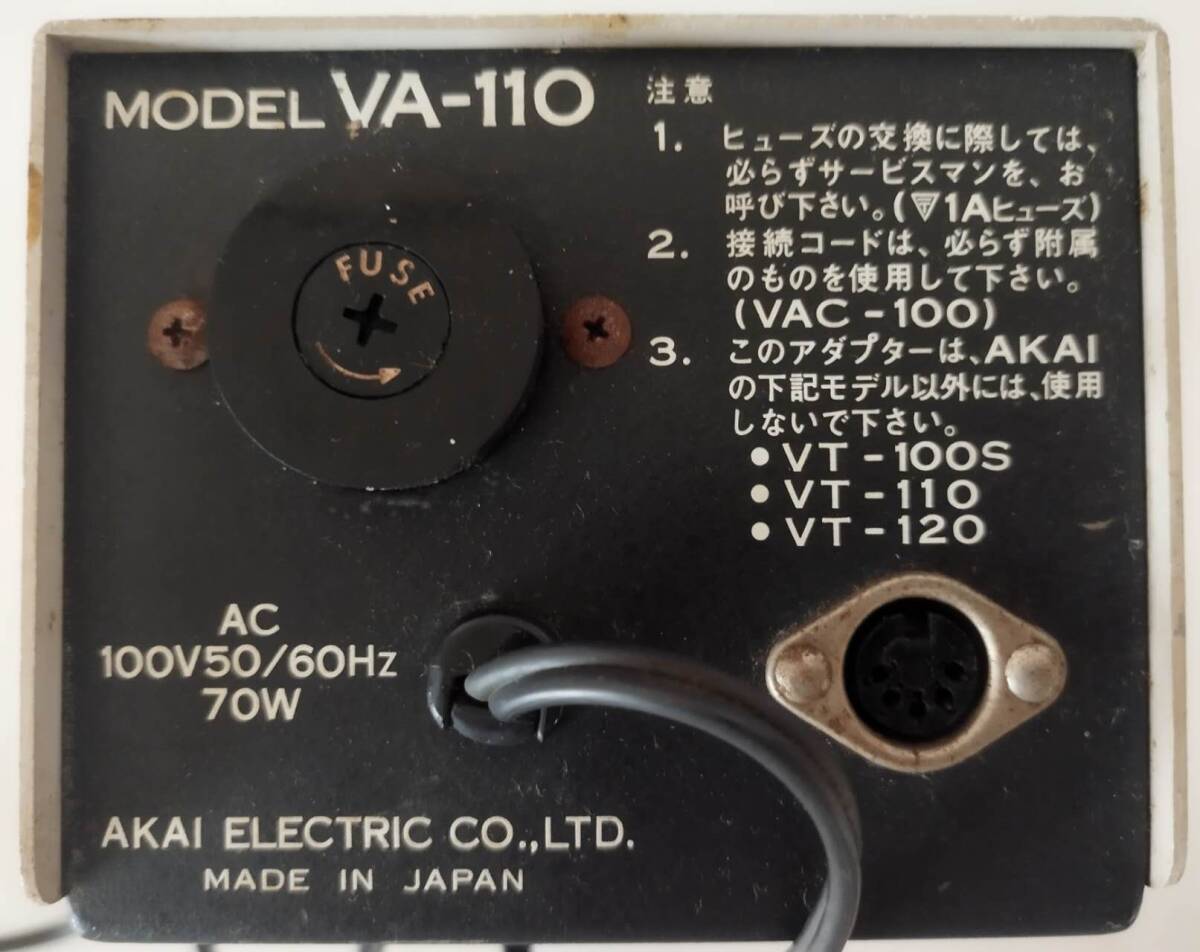 MODEL VA-110
FUSE
注意
1. ヒューズの交換に際しては、
必らずサービスマンを、お
呼び下さい。(1Aヒューズ)
2. 接続コードは、必らず附属
のものを使用して下さい。
(VAC-100)
3. このアダプターは、AKAI
の下記モデル以外には、使用
しないで下さい。
• VT-100S
• VT-110
• VT-120
AC
100V50/60Hz
70W
AKAI ELECTRIC CO.,LTD.
MADE IN JAPAN